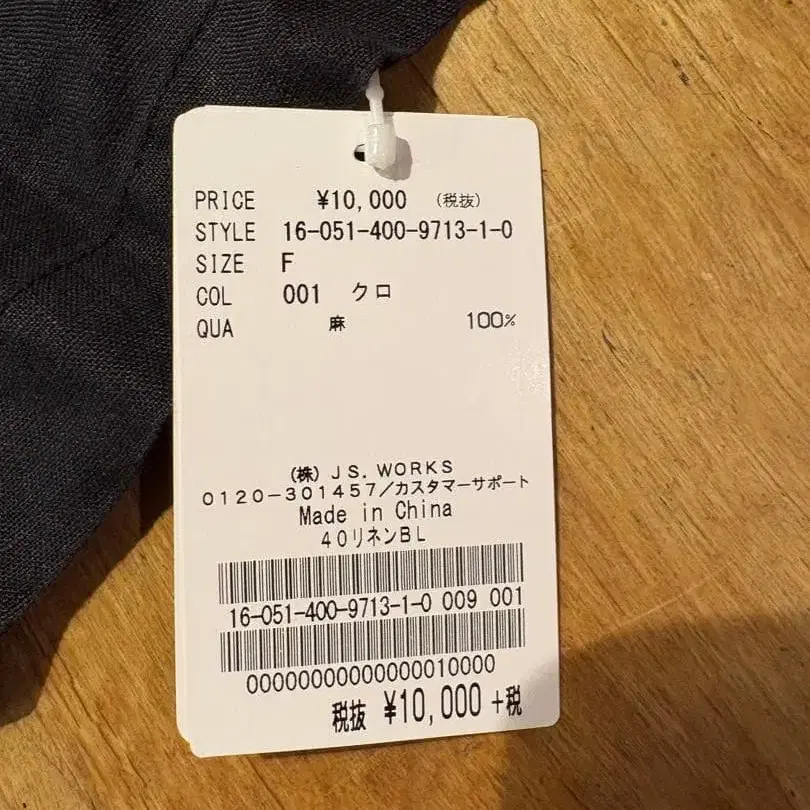 PRICE ¥10,000 (税抜)
STYLE 16-051-400-9713-1-0
SIZE F
COL 001 クロ
QUA 麻 100%
(株)JS.WORKS
0120-301457/カスタマーサポート
Made in China
40リネンBL
16-051-400-9713-1-0 009 001
00000000000000010000
税抜 ¥10,000 +税